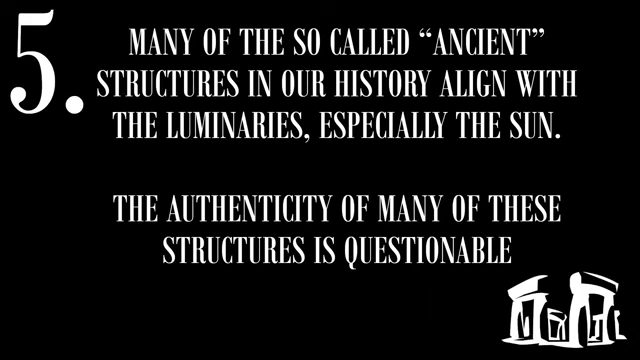 5.
MANY OF THE SO CALLED “ANCIENT”
STRUCTURES IN OUR HISTORY ALIGN WITH
THE LUMINARIES, ESPECIALLY THE SUN.
THE AUTHENTICITY OF MANY OF THESE
STRUCTURES IS QUESTIONABLE